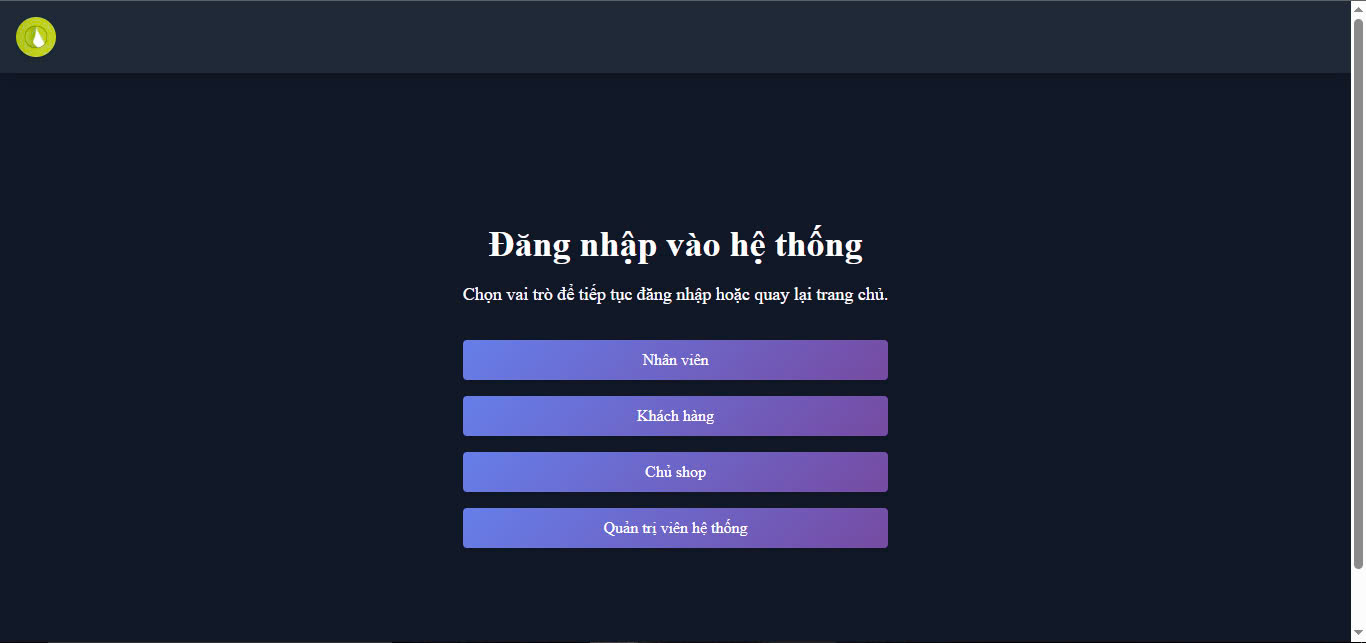 Đăng nhập vào hệ thống
Chọn vai trò để tiếp tục đăng nhập hoặc quay lại trang chủ.
Nhân viên
Khách hàng
Chủ shop
Quản trị viên hệ thống